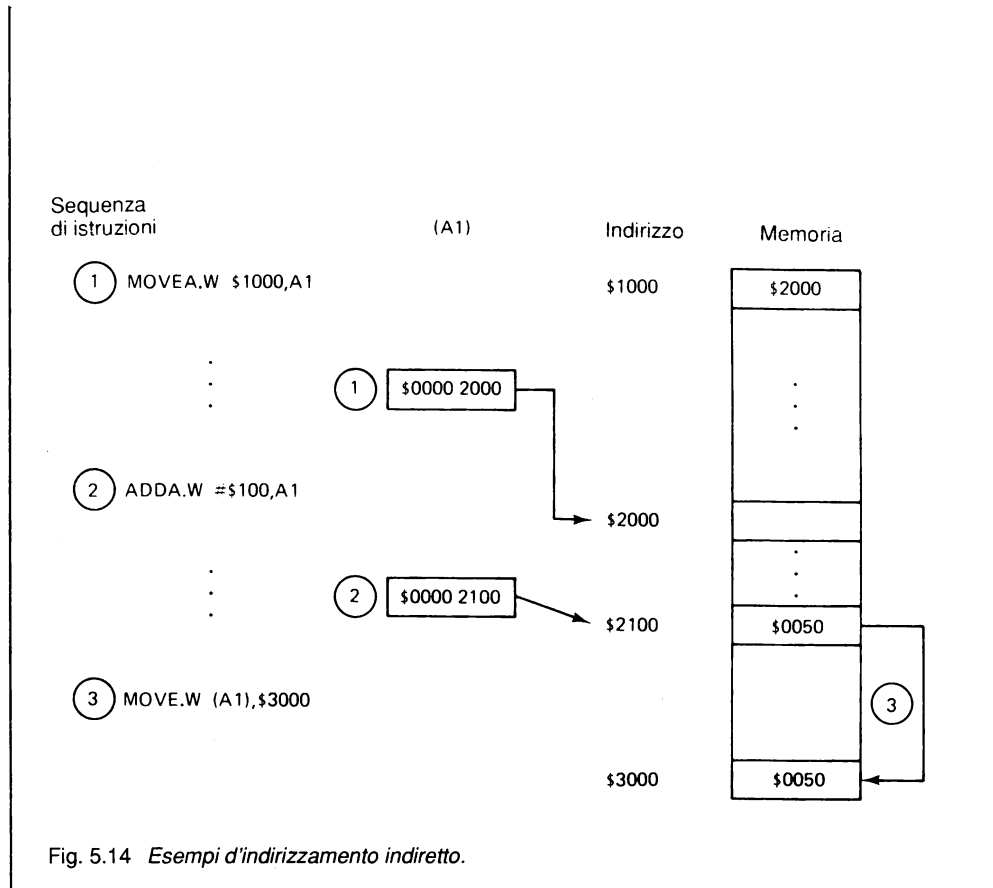 Sequenza
di istruzioni
(A1)
Indirizzo
Memoria
1 MOVEA.W $1000,A1
$1000
$2000
1 $0000 2000
2 ADDA.W #$100,A1
$2000
2 $0000 2100
$2100
$0050
3 MOVE.W (A1),$3000
3
$3000
$0050
Fig. 5.14 Esempi d'indirizzamento indiretto.